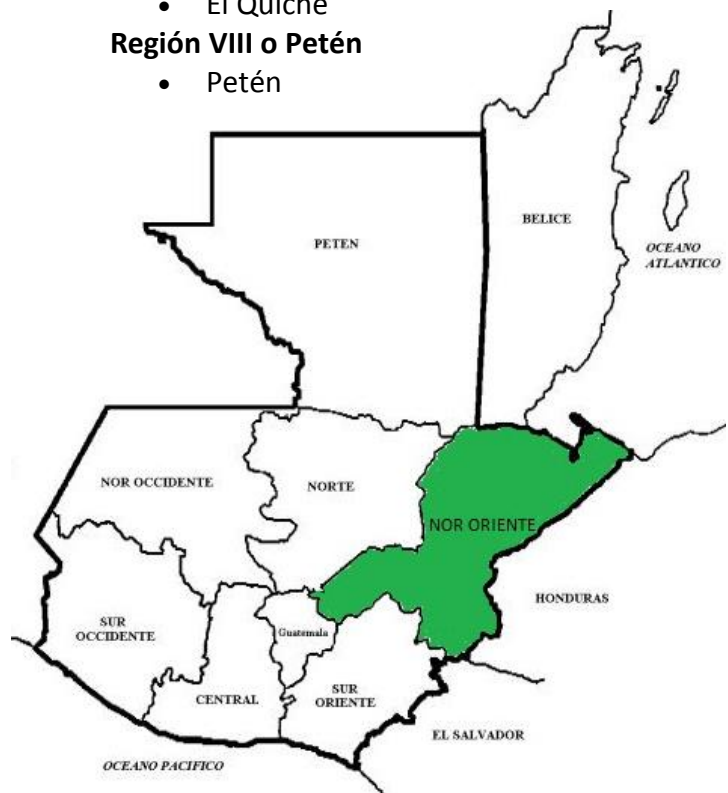 • El Quiché
Región VIII o Petén
• Petén
BELICE
PETEN
OCEANO
ATLANTICO
NOR OCCIDENTE
NORTE
NOR ORIENTE
HONDURAS
SUR
OCCIDENTE
Guatemala
CENTRAL
SUR
ORIENTE
EL SALVADOR
OCEANO PACIFICO